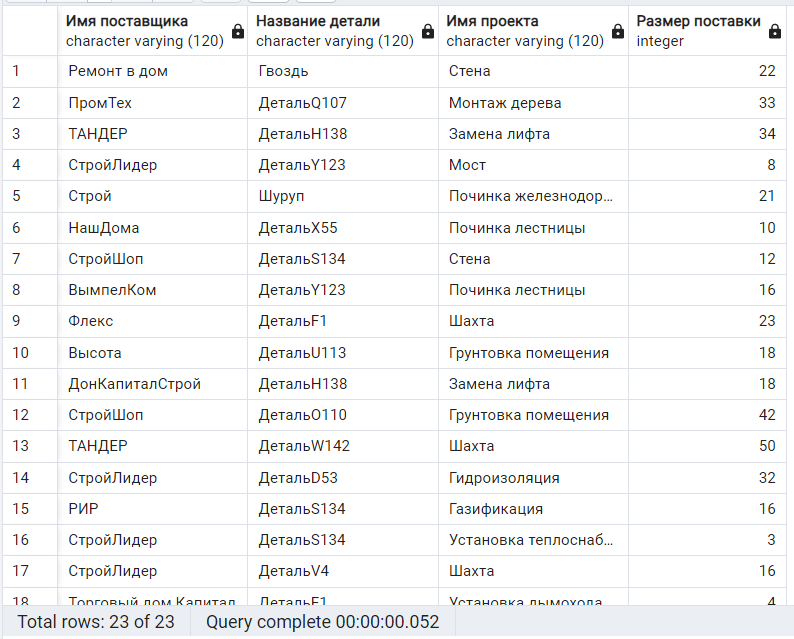 Имя поставщика Название детали Имя проекта Размер поставки
character varying (120) character varying (120) character varying (120) integer
1 Ремонт в дом Гвоздь Стена 22
2 ПромТех ДетальQ107 Монтаж дерева 33
3 ТАНДЕР ДетальH138 Замена лифта 34
4 СтройЛидер ДетальY123 Мост 8
5 Строй Шуруп Починка железнодор... 21
6 НашДома ДетальX55 Починка лестницы 10
7 СтройШоп ДетальS134 Стена 12
8 ВымпелКом ДетальY123 Починка лестницы 16
9 Флекс ДетальF1 Шахта 23
10 Высота ДетальU113 Грунтовка помещения 18
11 ДонКапиталСтрой ДетальH138 Замена лифта 18
12 СтройШоп ДетальO110 Грунтовка помещения 42
13 ТАНДЕР ДетальW142 Шахта 50
14 СтройЛидер ДетальD53 Гидроизоляция 32
15 РИР ДетальS134 Газификация 16
16 СтройЛидер ДетальS134 Установка теплоснаб... 3
17 СтройЛидер ДетальV4 Шахта 16
18 Торговый дом Капитал ДетальF1 Установка дымохода 4
Total rows: 23 of 23 Query complete 00:00:00.052